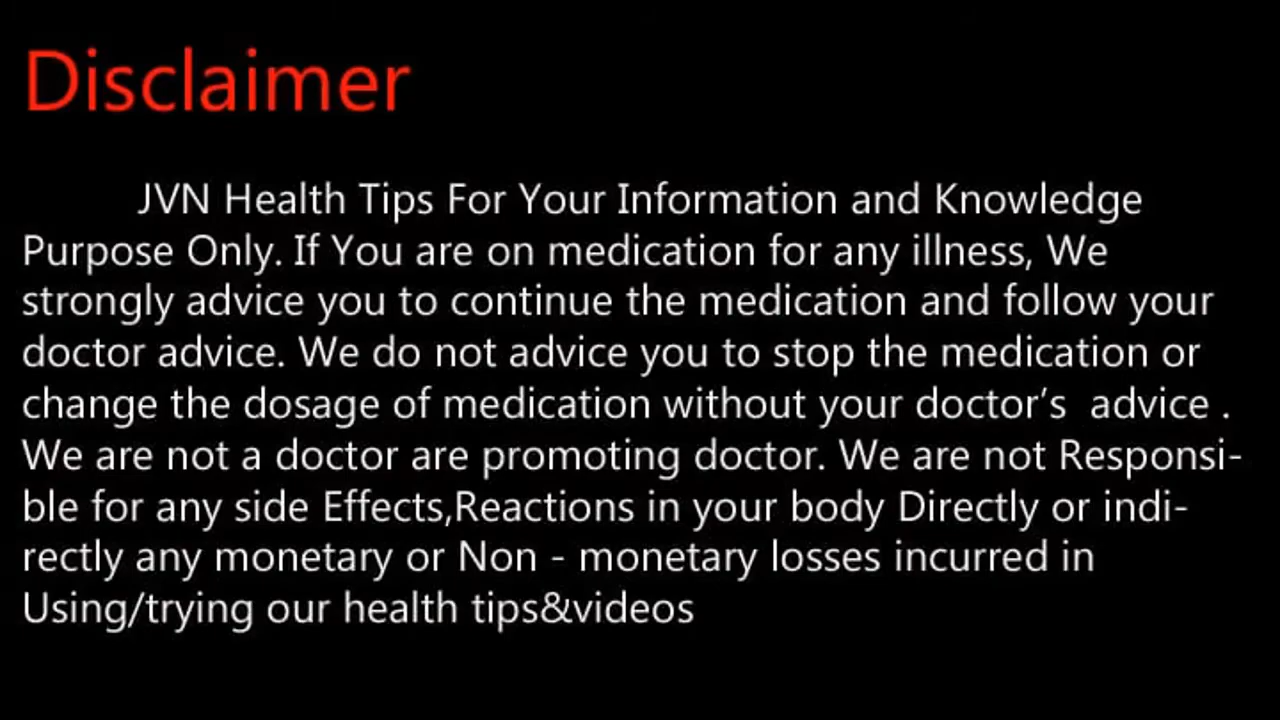 Disclaimer
JVN Health Tips For Your Information and Knowledge
Purpose Only. If You are on medication for any illness, We
strongly advice you to continue the medication and follow your
doctor advice. We do not advice you to stop the medication or
change the dosage of medication without your doctor’s  advice .
We are not a doctor are promoting doctor. We are not Responsi-
ble for any side Effects,Reactions in your body Directly or indi-
rectly any monetary or Non - monetary losses incurred in
Using/trying our health tips&videos